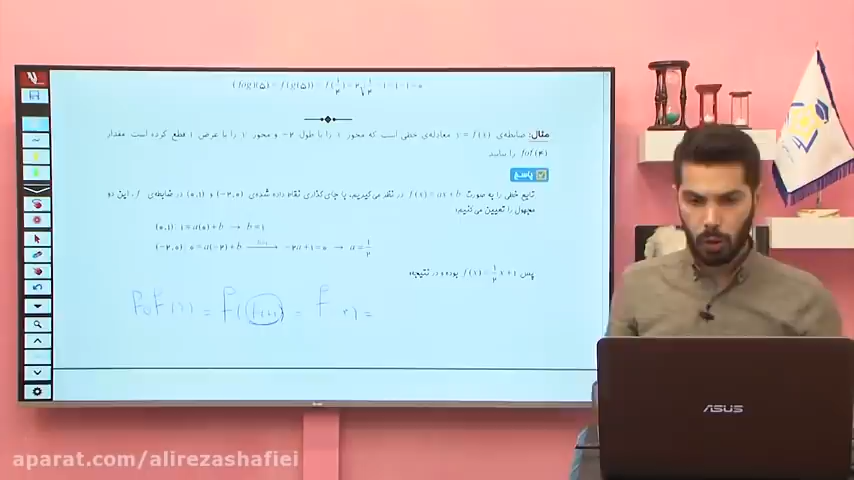 (fog)(۵) = f(g(۵)) = f(۱/۴) = ۲√۱/۴ − ۱ = ۱ − ۱ = ۰
مثال: ضابطه‌ی y = f(x) معادله‌ی خطی است که محور x را با طول ۲− و محور y را با عرض ۱ قطع کرده است. مقدار
fof(۴) را بیابید.
پاسخ
تابع خطی را به صورت f(x) = ax + b در نظر می‌گیریم. با جای‌گذاری نقاط داده شده‌ی (−۲,۰) و (۰,۱) در ضابطه‌ی f، این دو
مجهول را تعیین می‌کنیم:
(۰,۱): ۱ = a(۰) + b → b = ۱
(−۲,۰): ۰ = a(−۲) + b → −۲a + ۱ = ۰ → a = ۱/۲
پس f(x) = ۱/۲ x + ۱ بوده و در نتیجه:
ASUS
aparat.com/alirezashafiei